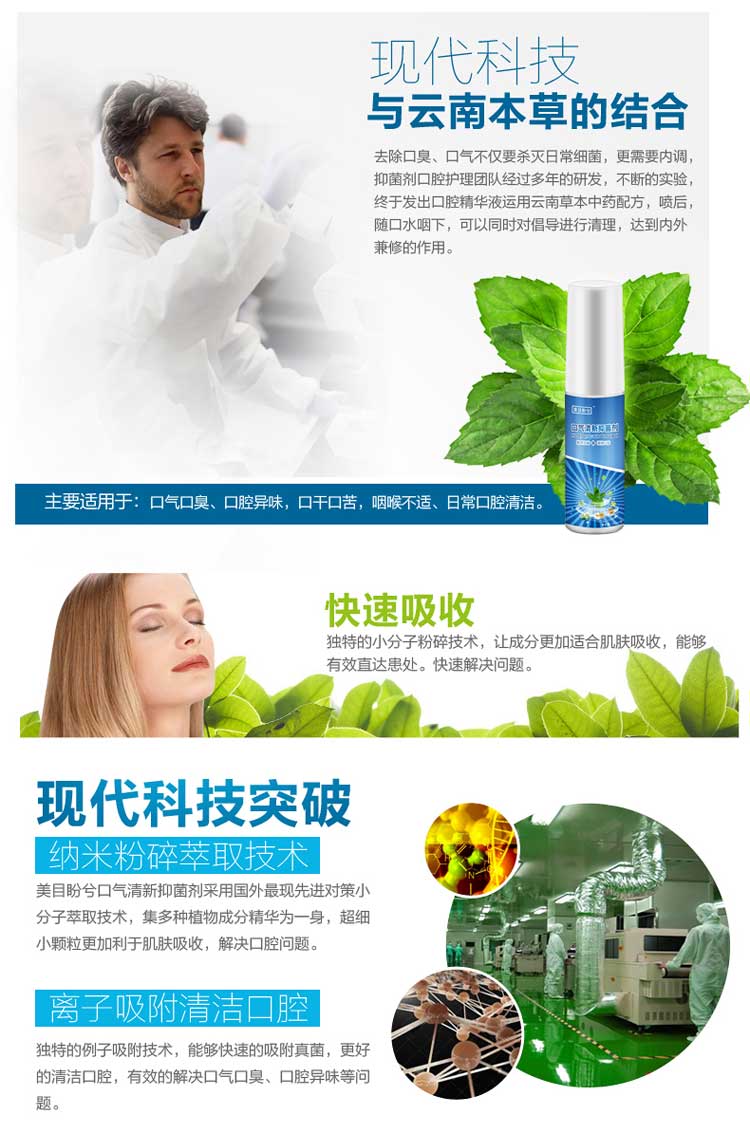 现代科技
与云南本草的结合
去除口臭、口气不仅要杀灭日常细菌，更需要内调，
抑菌剂口腔护理团队经过多年的研发，不断的实验，
终于发出口腔精华液运用云南草本中药配方，喷后，
随口水咽下，可以同时对倡导进行清理，达到内外
兼修的作用。
美目盼兮
口气清新抑菌剂
主要适用于：口气口臭、口腔异味，口干口苦，咽喉不适、日常口腔清洁。
快速吸收
独特的小分子粉碎技术，让成分更加适合肌肤吸收，能够
有效直达患处。快速解决问题。
现代科技突破
纳米粉碎萃取技术
美目盼兮口气清新抑菌剂采用国外最现先进对策小
分子萃取技术，集多种植物成分精华为一身，超细
小颗粒更加利于肌肤吸收，解决口腔问题。
离子吸附清洁口腔
独特的例子吸附技术，能够快速的吸附真菌，更好
的清洁口腔，有效的解决口气口臭、口腔异味等问
题。